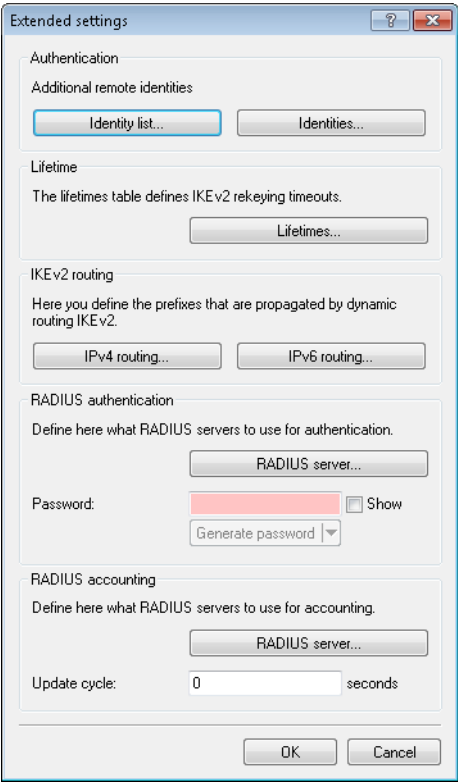 Extended settings
Authentication
Additional remote identities
Identity list... Identities...
Lifetime
The lifetimes table defines IKEv2 rekeying timeouts.
Lifetimes...
IKEv2 routing
Here you define the prefixes that are propagated by dynamic
routing IKEv2.
IPv4 routing... IPv6 routing...
RADIUS authentication
Define here what RADIUS servers to use for authentication.
RADIUS server...
Password: Show
Generate password
RADIUS accounting
Define here what RADIUS servers to use for accounting.
RADIUS server...
Update cycle: 0 seconds
OK Cancel